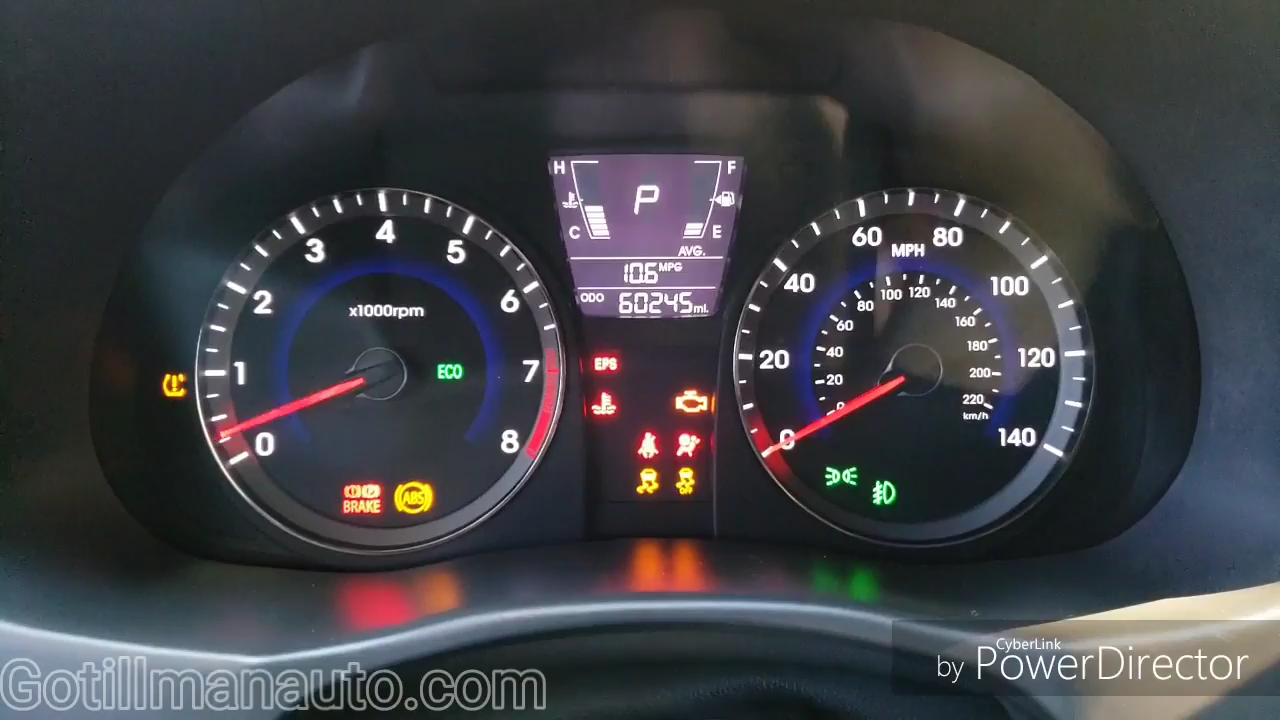 H F
P
C E
AVG.
10.6 MPG
ODO 60245 mi.
0 1 2 3 4 5 6 7 8
x1000rpm
ECO
BRAKE ABS
EPS
OFF
0 20 40 60 80 100 120 140
MPH
0 20 40 60 80 100 120 140 160 180 200 220
km/h
Gotillmanauto.com
CyberLink
by PowerDirector